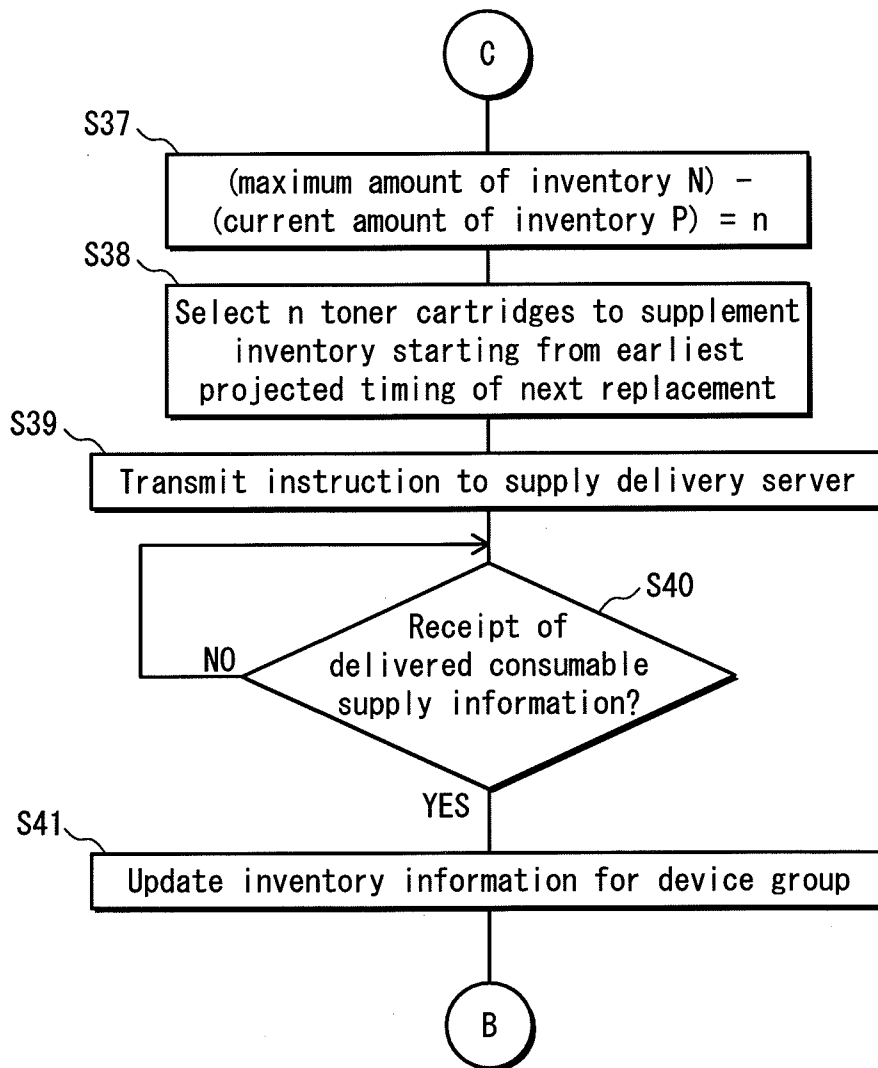 C
S37
(maximum amount of inventory N) –
(current amount of inventory P) = n
S38
Select n toner cartridges to supplement
inventory starting from earliest
projected timing of next replacement
S39
Transmit instruction to supply delivery server
S40
Receipt of
delivered consumable
supply information?
NO
YES
S41
Update inventory information for device group
B